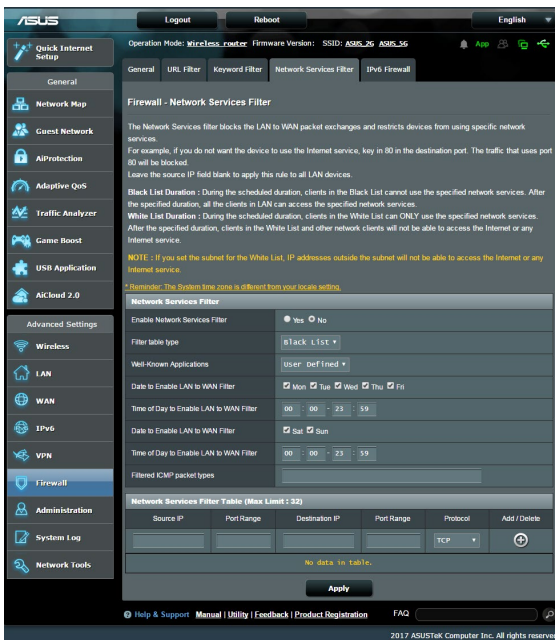 ASUS
Logout
Reboot
English
Quick Internet
Setup
Operation Mode: Wireless router Firmware Version: SSID: ASUS_2G ASUS_5G
App
General
URL Filter
Keyword Filter
Network Services Filter
IPv6 Firewall
General
Network Map
Guest Network
AiProtection
Adaptive QoS
Traffic Analyzer
Game Boost
USB Application
AiCloud 2.0
Advanced Settings
Wireless
LAN
WAN
IPv6
VPN
Firewall
Administration
System Log
Network Tools
Firewall - Network Services Filter
The Network Services filter blocks the LAN to WAN packet exchanges and restricts devices from using specific network
services.
For example, if you do not want the device to use the Internet service, key in 80 in the destination port. The traffic that uses port
80 will be blocked.
Leave the source IP field blank to apply this rule to all LAN devices.
Black List Duration : During the scheduled duration, clients in the Black List cannot use the specified network services. After
the specified duration, all the clients in LAN can access the specified network services.
White List Duration : During the scheduled duration, clients in the White List can ONLY use the specified network services.
After the specified duration, clients in the White List and other network clients will not be able to access the Internet or any
Internet service.
NOTE : If you set the subnet for the White List, IP addresses outside the subnet will not be able to access the Internet or any
Internet service.
* Reminder: The System time zone is different from your locale setting.
Network Services Filter
Enable Network Services Filter
Yes No
Filter table type
Black List
Well-Known Applications
User Defined
Date to Enable LAN to WAN Filter
Mon Tue Wed Thu Fri
Time of Day to Enable LAN to WAN Filter
00 : 00 - 23 : 59
Date to Enable LAN to WAN Filter
Sat Sun
Time of Day to Enable LAN to WAN Filter
00 : 00 - 23 : 59
Filtered ICMP packet types
Network Services Filter Table (Max Limit : 32)
Source IP
Port Range
Destination IP
Port Range
Protocol
Add / Delete
TCP
No data in table.
Apply
Help & Support Manual | Utility | Feedback | Product Registration FAQ
2017 ASUSTeK Computer Inc. All rights reserve